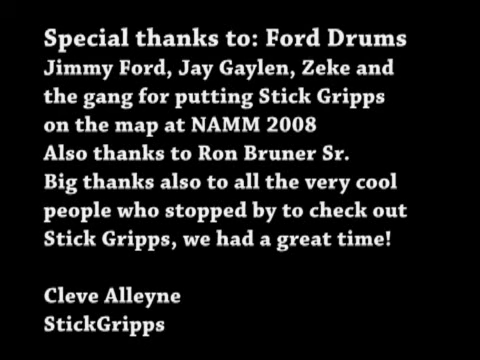 Special thanks to: Ford Drums
Jimmy Ford, Jay Gaylen, Zeke and
the gang for putting Stick Gripps
on the map at NAMM 2008
Also thanks to Ron Bruner Sr.
Big thanks also to all the very cool
people who stopped by to check out
Stick Gripps, we had a great time!
Cleve Alleyne
StickGripps